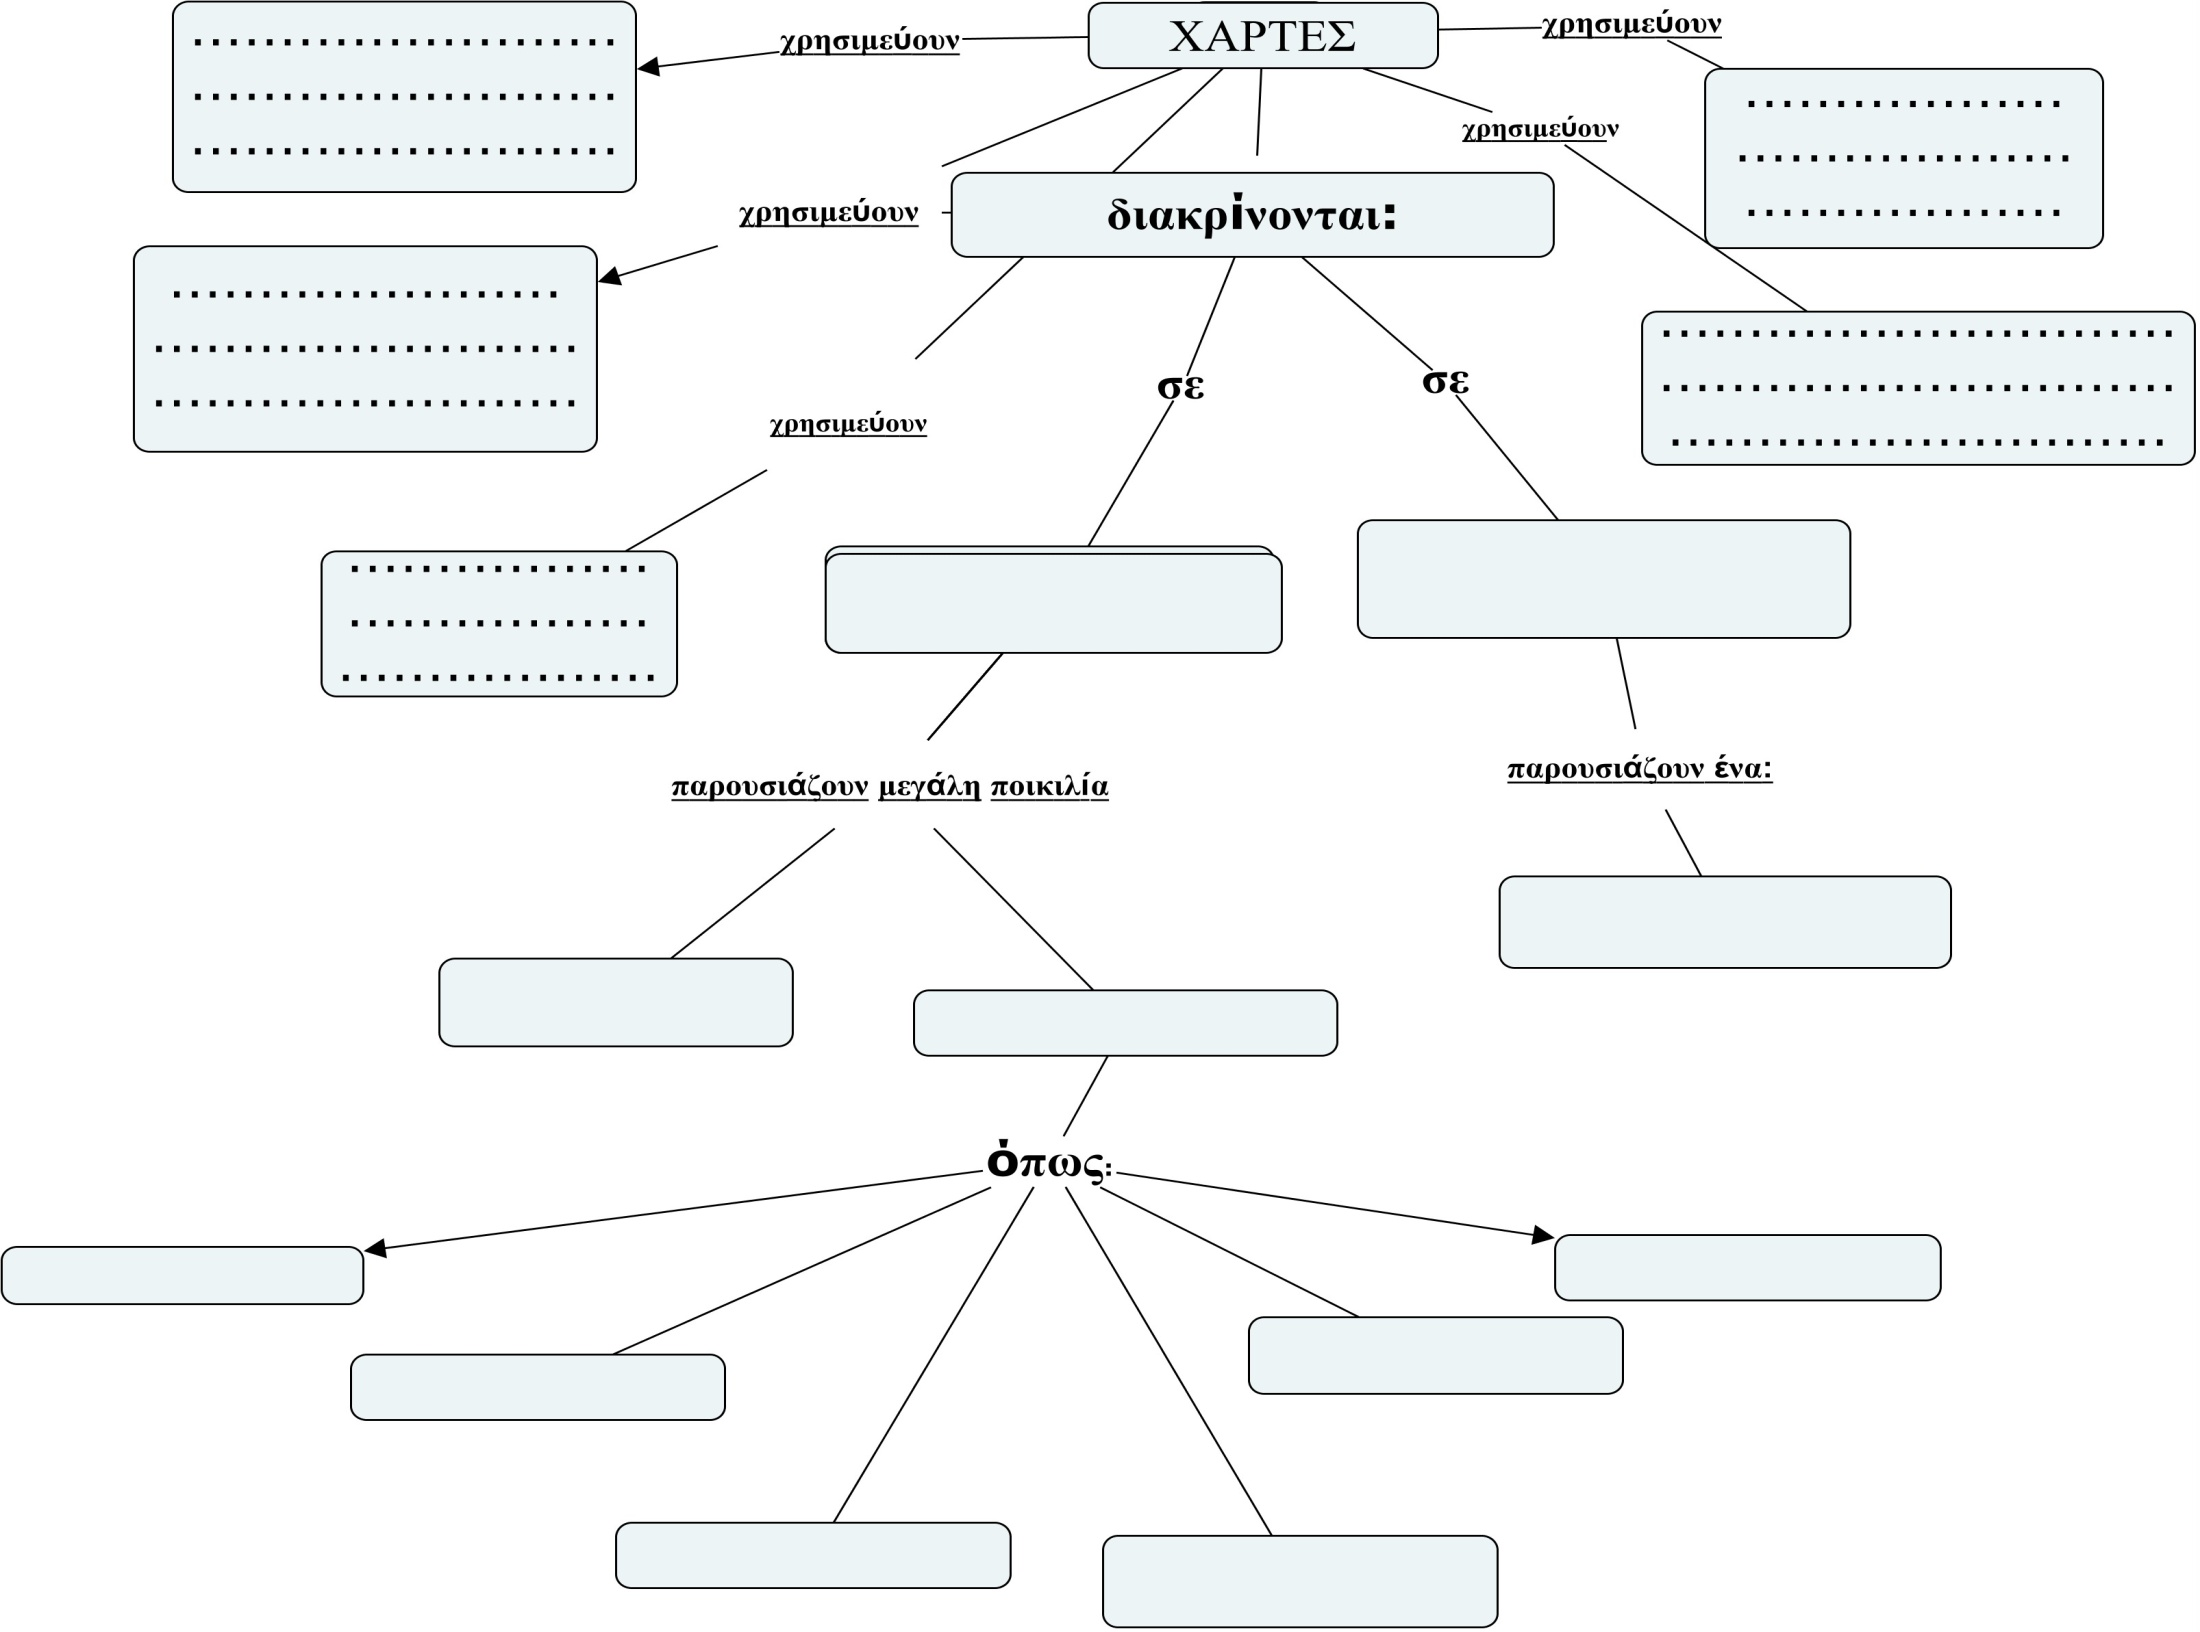 ΧΑΡΤΕΣ
χρησιμεύουν
χρησιμεύουν
. . . . . . . . . . . . . . . . . . . . . . . .
. . . . . . . . . . . . . . . . . . . . . . . .
. . . . . . . . . . . . . . . . . . . . . . . .
. . . . . . . . . . . . . . . . . .
. . . . . . . . . . . . . . . . . . .
. . . . . . . . . . . . . . . . . .
χρησιμεύουν
χρησιμεύουν
διακρίνονται:
. . . . . . . . . . . . . . . . . . . . . .
. . . . . . . . . . . . . . . . . . . . . . . .
. . . . . . . . . . . . . . . . . . . . . . . .
. . . . . . . . . . . . . . . . . . . . . . . . . . . . .
. . . . . . . . . . . . . . . . . . . . . . . . . . . . .
. . . . . . . . . . . . . . . . . . . . . . . . . . . .
χρησιμεύουν
σε
σε
. . . . . . . . . . . . . . . . .
. . . . . . . . . . . . . . . . .
. . . . . . . . . . . . . . . . . .
παρουσιάζουν μεγάλη ποικιλία
παρουσιάζουν ένα:
όπως: